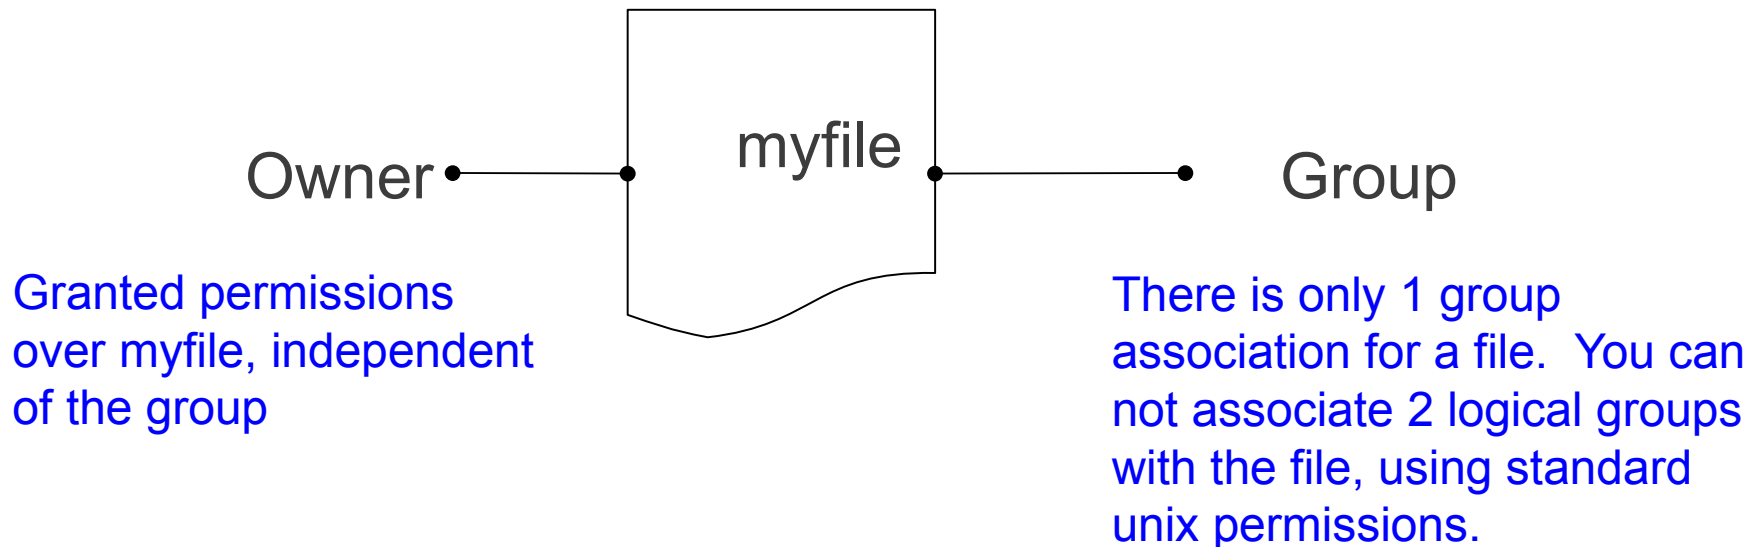 myfile
Owner
Group
Granted permissions
over myfile, independent
of the group
There is only 1 group
association for a file.  You can
not associate 2 logical groups
with the file, using standard
unix permissions.